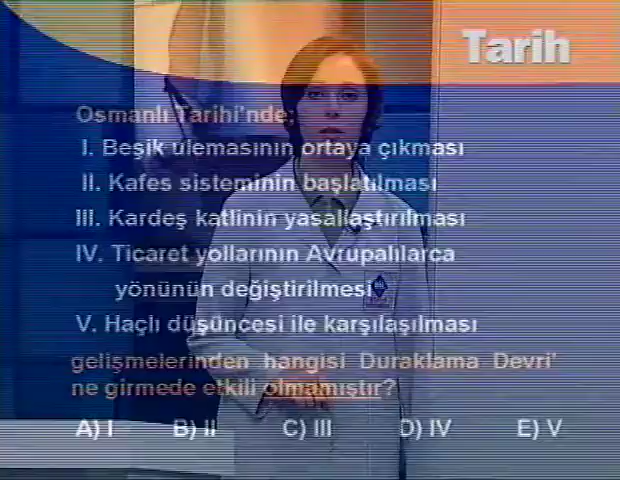 Tarih
Osmanlı Tarihi'nde;
I. Beşik ulemasının ortaya çıkması
II. Kafes sisteminin başlatılması
III. Kardeş katlinin yasallaştırılması
IV. Ticaret yollarının Avrupalılarca
yönünün değiştirilmesi
V. Haçlı düşüncesi ile karşılaşılması
gelişmelerinden hangisi Duraklama Devri'
ne girmede etkili olmamıştır?
A) I B) II C) III D) IV E) V